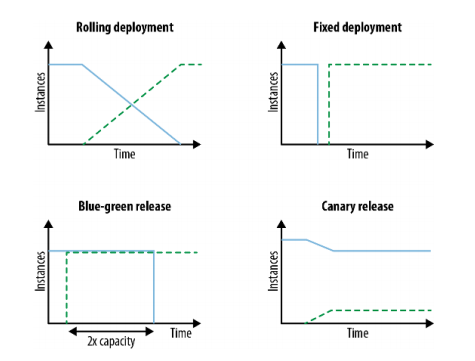 Rolling deployment
Instances
Time
Fixed deployment
Instances
Time
Blue-green release
Instances
2x capacity
Time
Canary release
Instances
Time